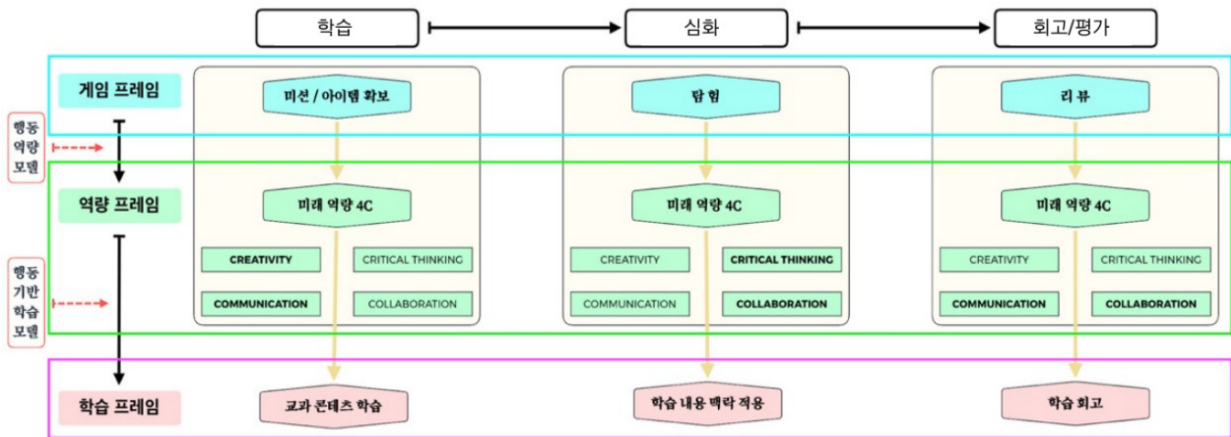 학습
심화
회고/평가
게임 프레임
미션 / 아이템 확보
탐 험
리 뷰
행동
역량
모델
역량 프레임
미래 역량 4C
미래 역량 4C
미래 역량 4C
CREATIVITY
CRITICAL THINKING
CREATIVITY
CRITICAL THINKING
CREATIVITY
CRITICAL THINKING
행동
기반
학습
모델
COMMUNICATION
COLLABORATION
COMMUNICATION
COLLABORATION
COMMUNICATION
COLLABORATION
학습 프레임
교과 콘테츠 학습
학습 내용 맥락 적용
학습 회고